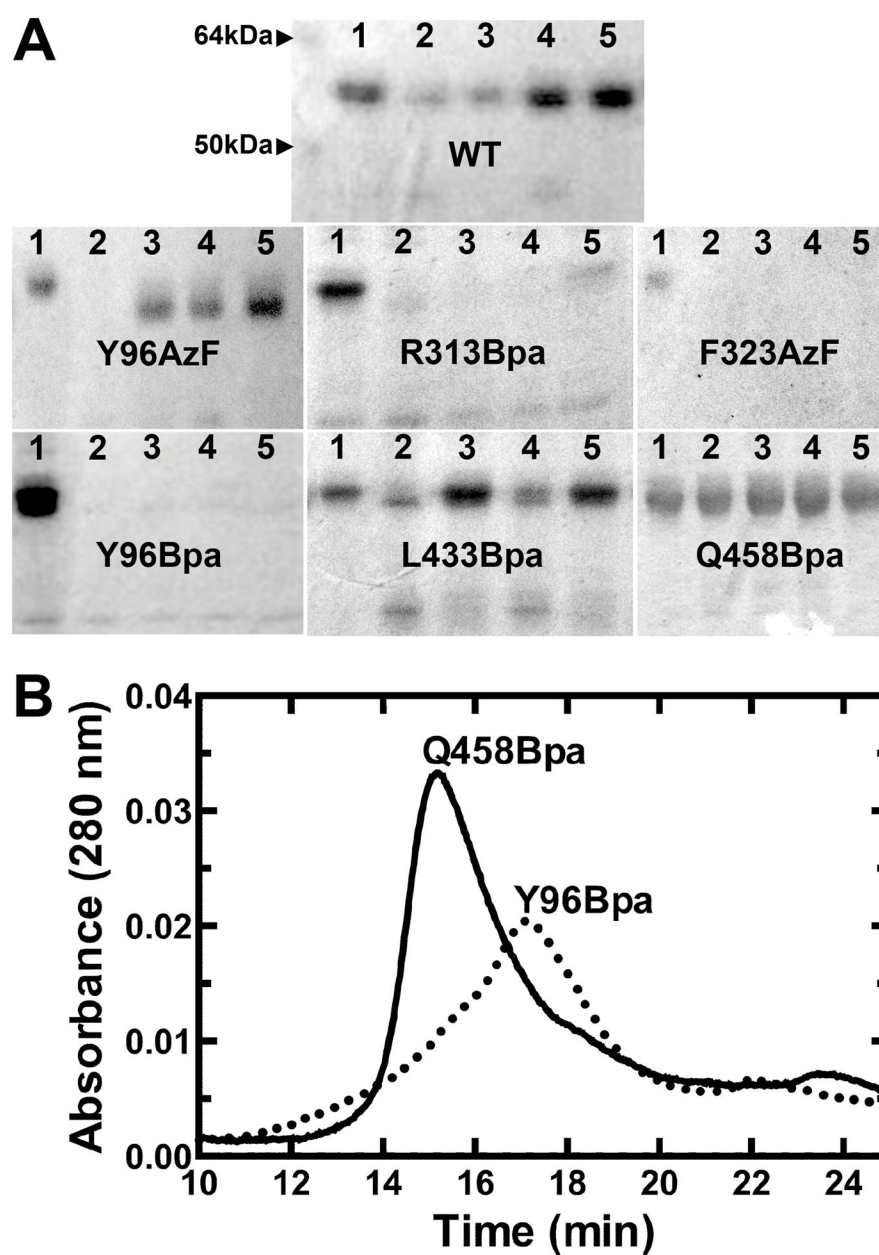 A
64kDa▶ 1 2 3 4 5
50kDa▶
WT
1 2 3 4 5
Y96AzF
1 2 3 4 5
R313Bpa
1 2 3 4 5
F323AzF
1 2 3 4 5
Y96Bpa
1 2 3 4 5
L433Bpa
1 2 3 4 5
Q458Bpa
B
Absorbance (280 nm)
0.04
0.03
0.02
0.01
0.00
Q458Bpa
Y96Bpa
10 12 14 16 18 20 22 24
Time (min)